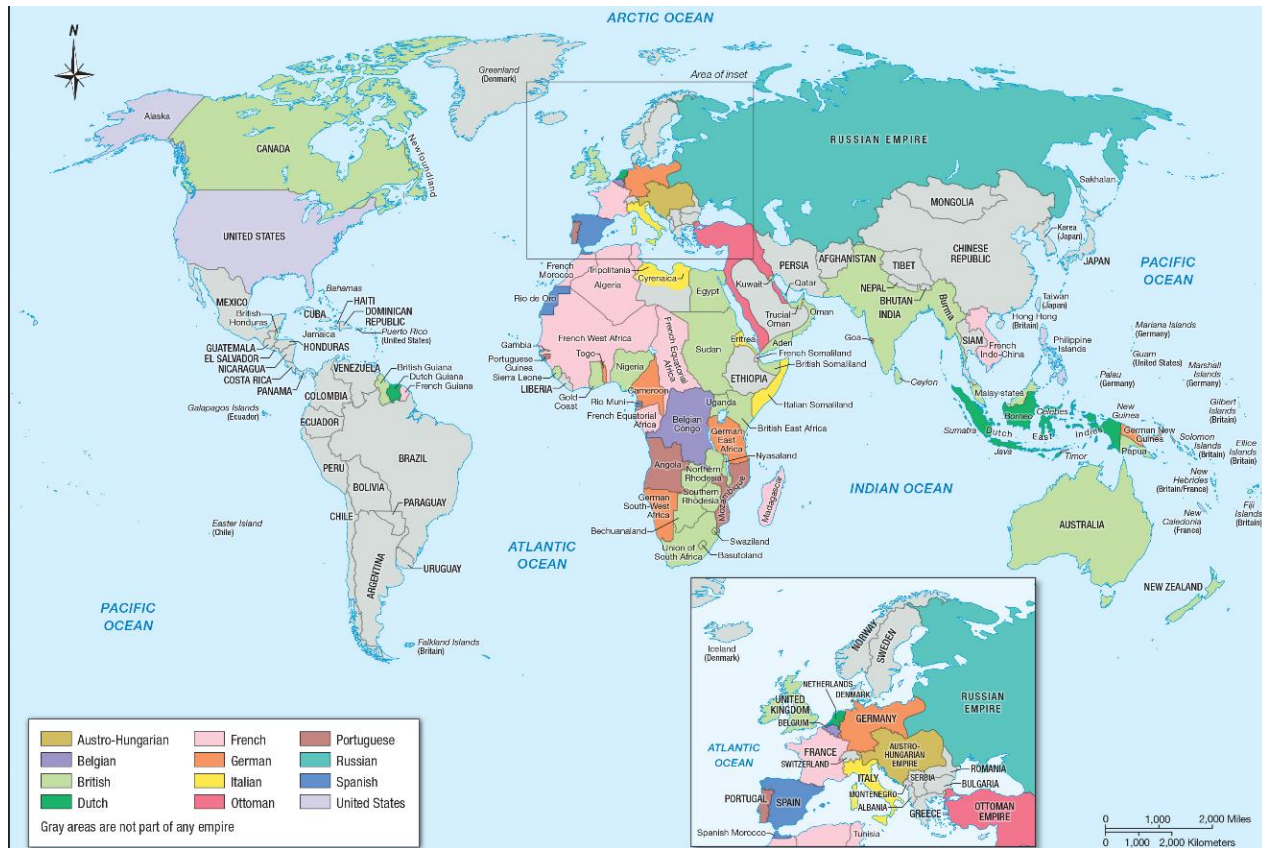 ARCTIC OCEAN
N
Greenland
(Denmark)
Area of inset
Alaska
CANADA
Newfoundland
RUSSIAN EMPIRE
Sakhalan
UNITED STATES
MONGOLIA
CHINESE
REPUBLIC
Korea
(Japan)
JAPAN
PACIFIC
OCEAN
PERSIA
AFGHANISTAN
TIBET
French
Morocco
Tripolitania
Algeria
Cyrenaica
Egypt
Kuwait
Qatar
NEPAL
BHUTAN
INDIA
Burma
Taiwan
(Japan)
Hong Hong
(Britain)
MEXICO
Bahamas
CUBA
HAITI
DOMINICAN
REPUBLIC
British
Honduras
Jamaica
HONDURAS
Puerto Rico
(United States)
Rio de Oro
French West Africa
French Equatorial
Africa
Sudan
Eritrea
Trucial
Oman
Oman
Aden
Goa
SIAM
French
Indo-China
Philippine
Islands
Mariana Islands
(Germany)
Guam
(United States)
Marshall
Islands
(Germany)
GUATEMALA
EL SALVADOR
NICARAGUA
COSTA RICA
PANAMA
VENEZUELA
British Guiana
Dutch Guiana
French Guiana
COLOMBIA
Gambia
Portuguese
Guinea
Sierra Leone
LIBERIA
Togo
Gold
Coast
Nigeria
Cameroon
Rio Muni
French Equatorial
Africa
ETHIOPIA
French Somaliland
British Somaliland
Italian Somaliland
Ceylon
Malay-states
Palau
(Germany)
Galapagos Islands
(Ecuador)
ECUADOR
Belgian
Congo
Uganda
British East Africa
German
East
Africa
Sumatra
Borneo
Celebes
Dutch East Indies
Java
Timor
New
Guinea
German New
Guinea
Papua
Gilbert
Islands
(Britain)
Solomon
Islands
(Britain)
Ellice
Islands
(Britain)
PERU
BRAZIL
BOLIVIA
PARAGUAY
CHILE
ARGENTINA
URUGUAY
Angola
Nyasaland
Northern
Rhodesia
Southern
Rhodesia
Mozambique
Madagascar
German
South-West
Africa
Bechuanaland
Union of
South Africa
Swaziland
Basutoland
INDIAN OCEAN
New
Hebrides
(Britain/France)
New
Caledonia
(France)
Fiji
Islands
(Britain)
AUSTRALIA
NEW ZEALAND
Easter Island
(Chile)
ATLANTIC
OCEAN
PACIFIC
OCEAN
Falkland Islands
(Britain)
Iceland
(Denmark)
NORWAY
SWEDEN
NETHERLANDS
DENMARK
UNITED
KINGDOM
BELGIUM
GERMANY
RUSSIAN
EMPIRE
ATLANTIC
OCEAN
FRANCE
SWITZERLAND
AUSTRO-
HUNGARIAN
EMPIRE
ITALY
SERBIA
ROMANIA
BULGARIA
MONTENEGRO
ALBANIA
GREECE
PORTUGAL
SPAIN
OTTOMAN
EMPIRE
Spanish Morocco
Tunisia
Austro-Hungarian
Belgian
British
Dutch
French
German
Italian
Ottoman
Portuguese
Russian
Spanish
United States
Gray areas are not part of any empire
0 1,000 2,000 Miles
0 1,000 2,000 Kilometers